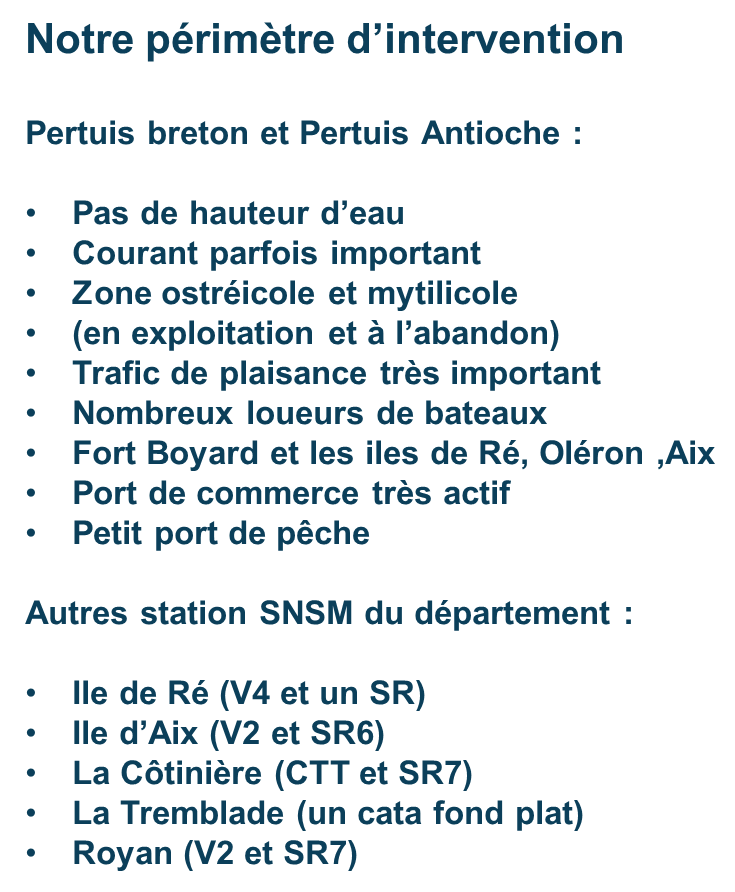 Notre périmètre d’intervention
Pertuis breton et Pertuis Antioche :
• Pas de hauteur d’eau
• Courant parfois important
• Zone ostréicole et mytilicole
• (en exploitation et à l’abandon)
• Trafic de plaisance très important
• Nombreux loueurs de bateaux
• Fort Boyard et les iles de Ré, Oléron ,Aix
• Port de commerce très actif
• Petit port de pêche
Autres station SNSM du département :
• Ile de Ré (V4 et un SR)
• Ile d’Aix (V2 et SR6)
• La Côtinière (CTT et SR7)
• La Tremblade (un cata fond plat)
• Royan (V2 et SR7)